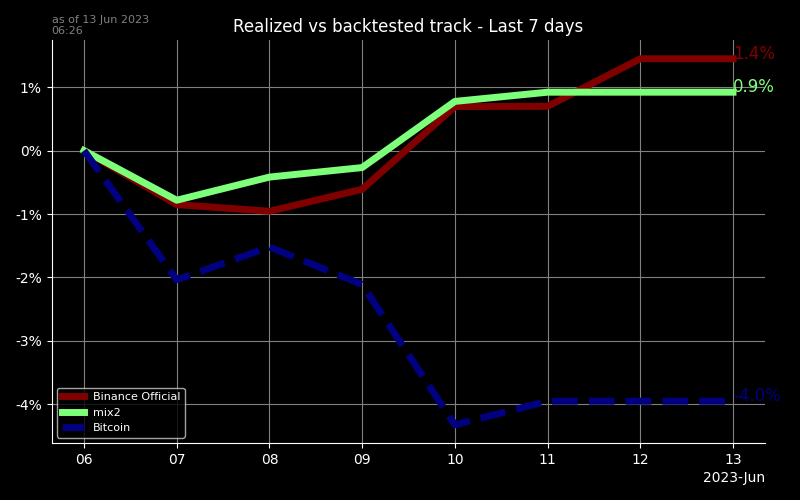 as of 13 Jun 2023
06:26
Realized vs backtested track - Last 7 days
1.4%
0.9%
1%
0%
-1%
-2%
-3%
-4%
-4.0%
Binance Official
mix2
Bitcoin
06 07 08 09 10 11 12 13
2023-Jun